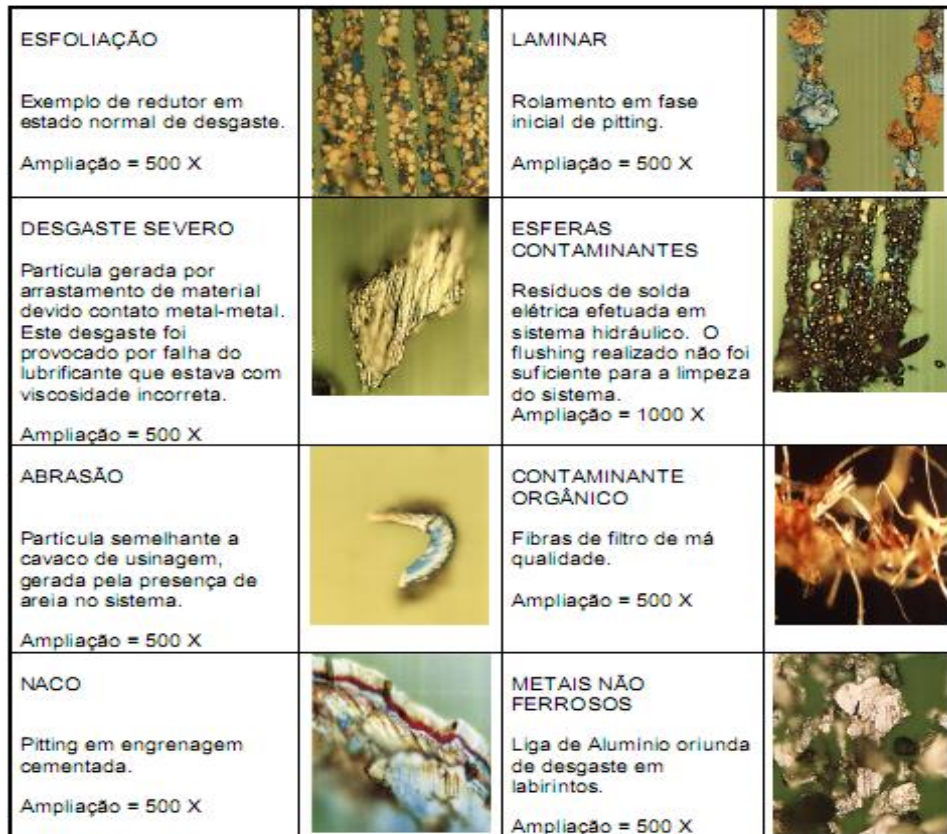 ESFOLIAÇÃO
Exemplo de redutor em
estado normal de desgaste.
Ampliação = 500 X
LAMINAR
Rolamento em fase
inicial de pitting.
Ampliação = 500 X
DESGASTE SEVERO
Partícula gerada por
arrastamento de material
devido contato metal-metal.
Este desgaste foi
provocado por falha do
lubrificante que estava com
viscosidade incorreta.
Ampliação = 500 X
ESFERAS
CONTAMINANTES
Resíduos de solda
elétrica efetuada em
sistema hidráulico. O
flushing realizado não foi
suficiente para a limpeza
do sistema.
Ampliação = 1000 X
ABRASÃO
Partícula semelhante a
cavaco de usinagem,
gerada pela presença de
areia no sistema.
Ampliação = 500 X
CONTAMINANTE
ORGÂNICO
Fibras de filtro de má
qualidade.
Ampliação = 500 X
NACO
Pitting em engrenagem
cementada.
Ampliação = 500 X
METAIS NÃO
FERROSOS
Liga de Alumínio oriunda
de desgaste em
labirintos.
Ampliação = 500 X